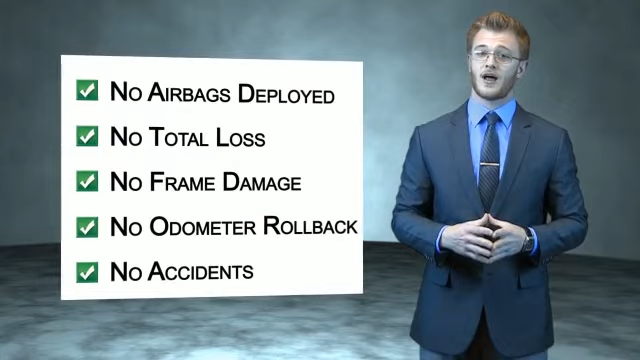 No Airbags Deployed
No Total Loss
No Frame Damage
No Odometer Rollback
No Accidents